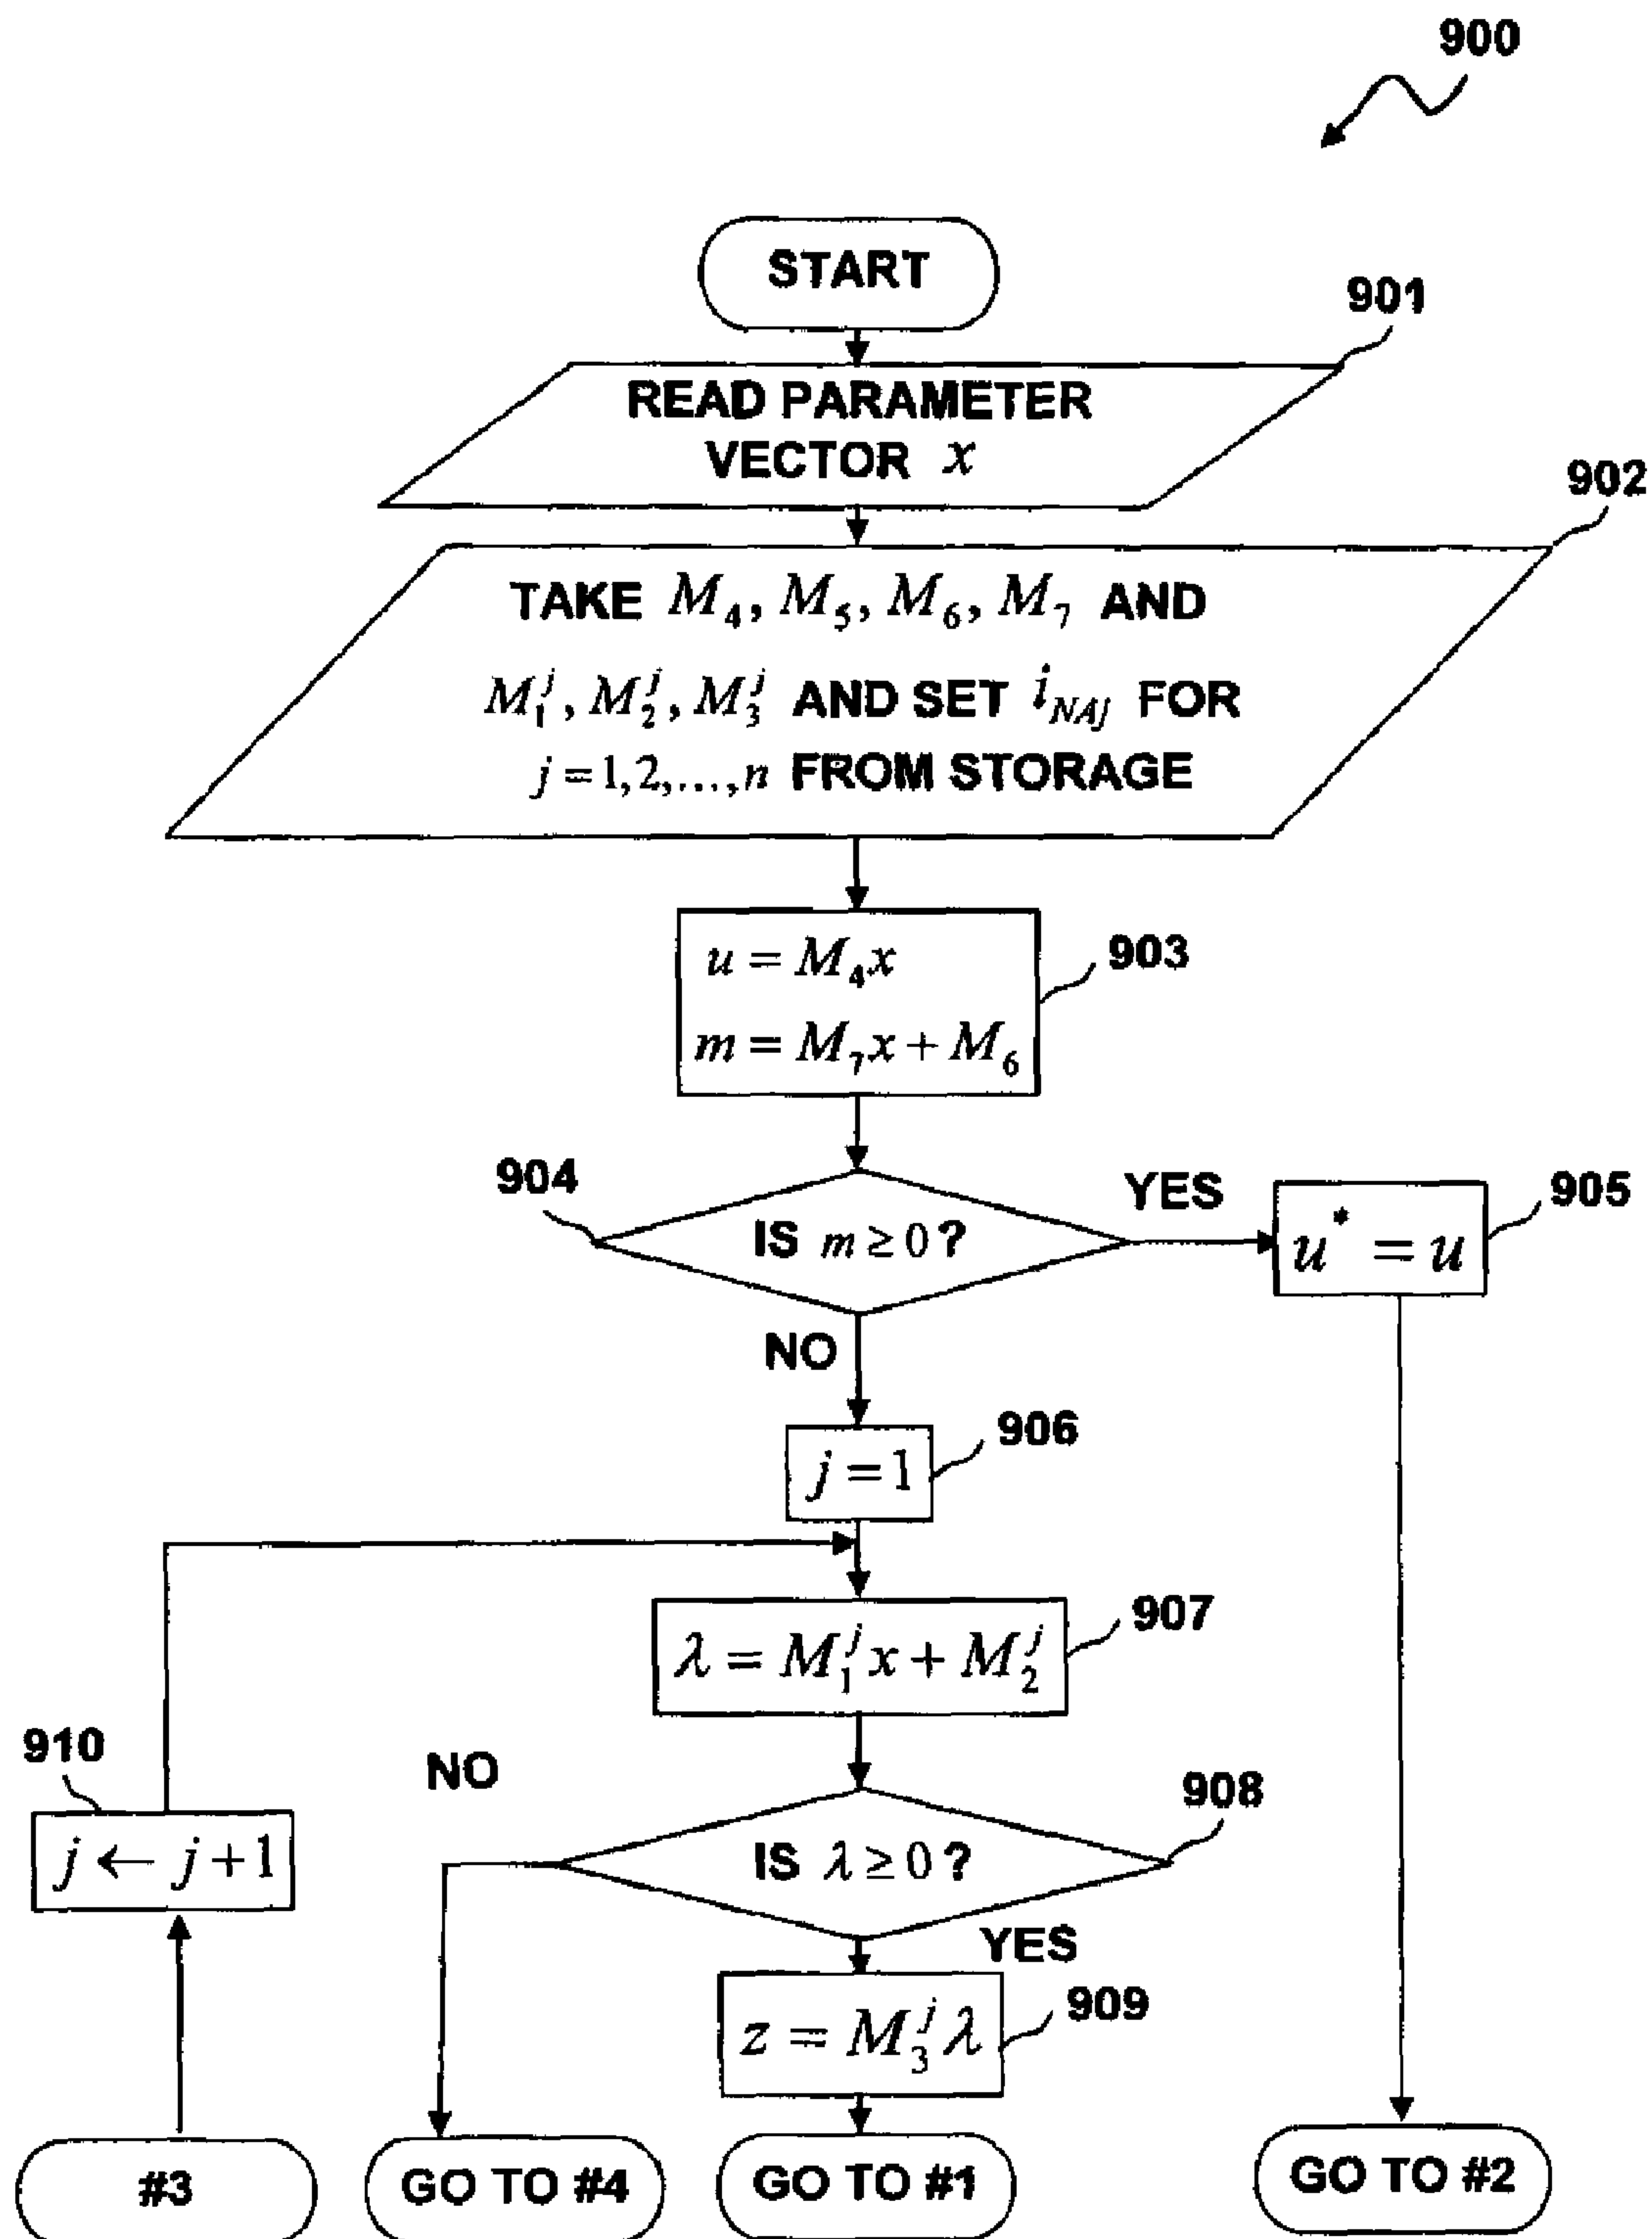 900
START
901
READ PARAMETER
VECTOR x
902
TAKE M₄, M₅, M₆, M₇ AND
M₁ʲ, M₂ʲ, M₃ʲ AND SET i_NAj FOR
j = 1, 2, ..., n FROM STORAGE
903
u = M₄x
m = M₇x + M₆
904
IS m ≥ 0 ?
YES
905
u* = u
NO
906
j = 1
907
λ = M₁ʲx + M₂ʲ
910
j ← j + 1
NO
908
IS λ ≥ 0 ?
YES
909
z = M₃ʲλ
#3
GO TO #4
GO TO #1
GO TO #2